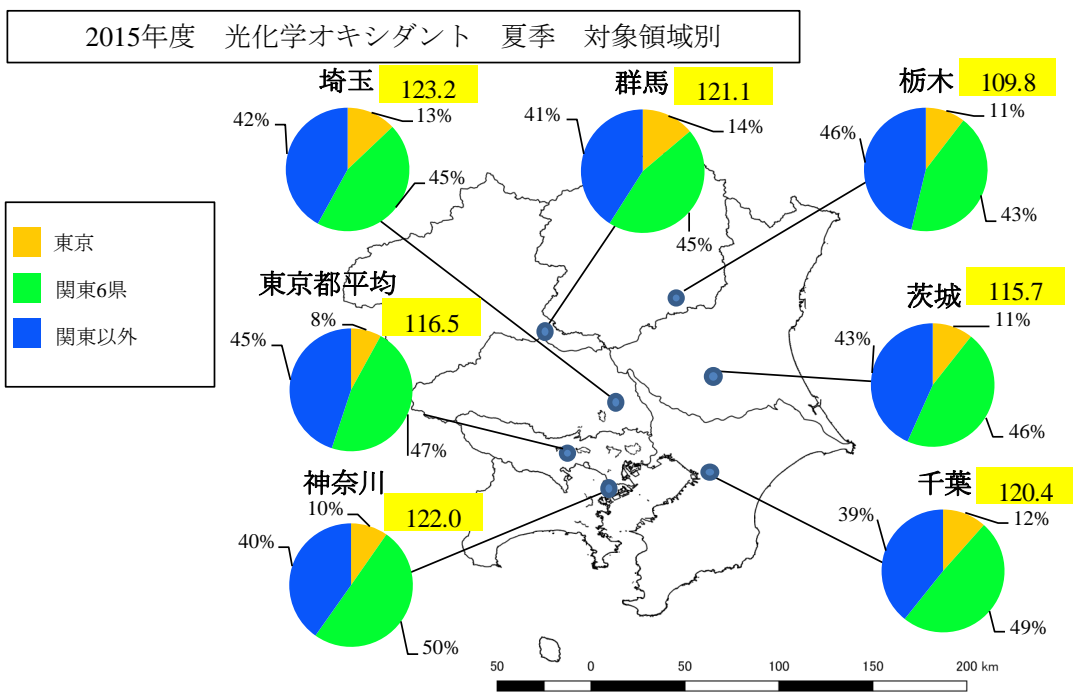 2015年度 光化学オキシダント 夏季 対象領域別
埼玉 123.2
13%
42%
45%
群馬 121.1
14%
41%
45%
栃木 109.8
11%
46%
43%
東京
関東6県
関東以外
東京都平均
116.5
8%
45%
47%
茨城 115.7
11%
43%
46%
神奈川
122.0
10%
40%
50%
千葉 120.4
12%
39%
49%
50 0 50 100 150 200 km